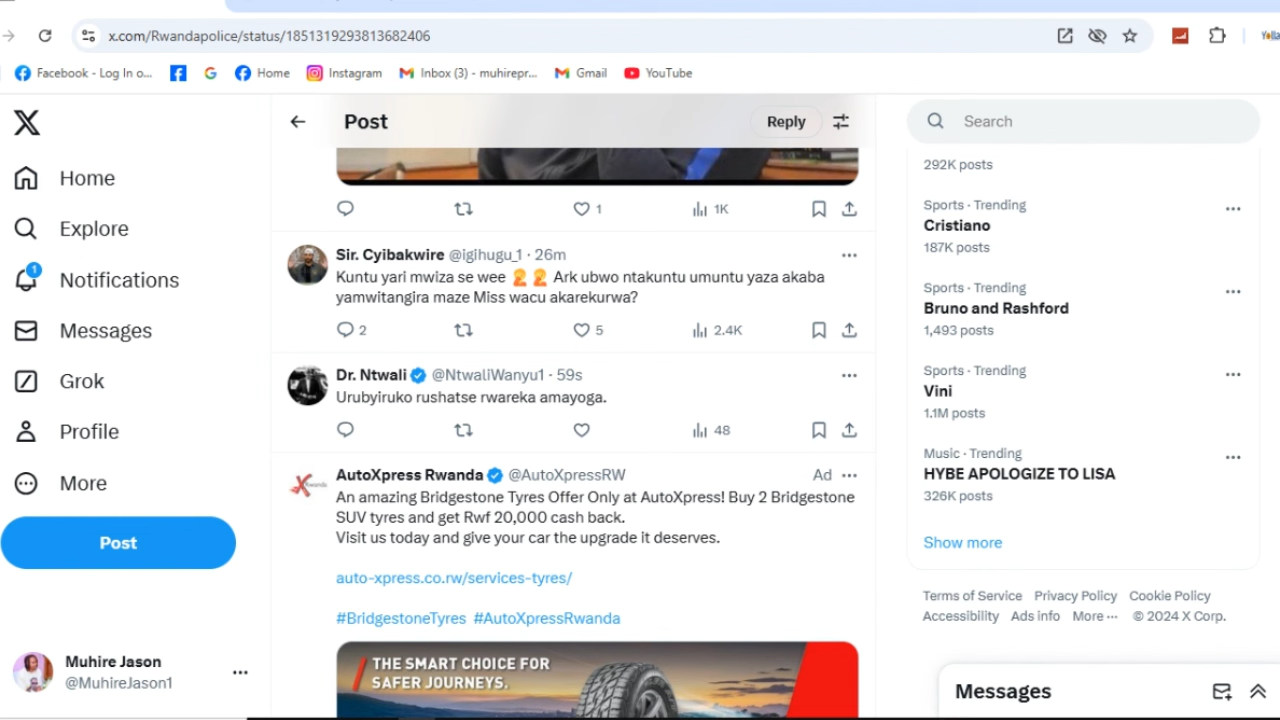 x.com/Rwandapolice/status/1851319293813682406
Facebook - Log In o...
Home
Instagram
Inbox (3) - muhirepr...
Gmail
YouTube
Home
Explore
1
Notifications
Messages
Grok
Profile
More
Post
Muhire Jason
@MuhireJason1
Post
Reply
1
1K
Sir. Cyibakwire @igihugu_1 · 26m
Kuntu yari mwiza se wee 🤦🤦 Ark ubwo ntakuntu umuntu yaza akaba
yamwitangira maze Miss wacu akarekurwa?
2
5
2.4K
Dr. Ntwali @NtwaliWanyu1 · 59s
Urubyiruko rushatse rwareka amayoga.
48
AutoXpress Rwanda @AutoXpressRW
Ad
An amazing Bridgestone Tyres Offer Only at AutoXpress! Buy 2 Bridgestone
SUV tyres and get Rwf 20,000 cash back.
Visit us today and give your car the upgrade it deserves.
auto-xpress.co.rw/services-tyres/
#BridgestoneTyres #AutoXpressRwanda
THE SMART CHOICE FOR
SAFER JOURNEYS.
Search
292K posts
Sports · Trending
Cristiano
187K posts
Sports · Trending
Bruno and Rashford
1,493 posts
Sports · Trending
Vini
1.1M posts
Music · Trending
HYBE APOLOGIZE TO LISA
326K posts
Show more
Terms of Service Privacy Policy Cookie Policy
Accessibility Ads info More ··· © 2024 X Corp.
Messages